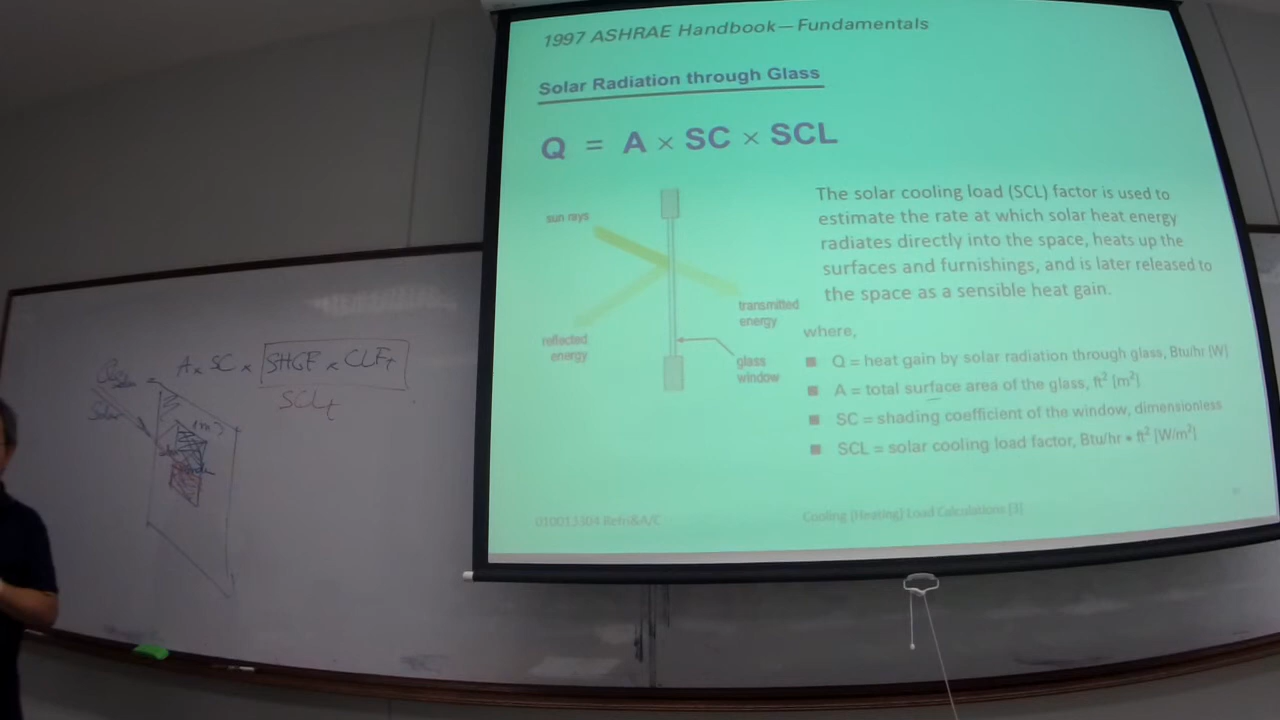 1997 ASHRAE Handbook—Fundamentals
Solar Radiation through Glass
Q = A × SC × SCL
sun rays
reflected
energy
transmitted
energy
glass
window
The solar cooling load (SCL) factor is used to
estimate the rate at which solar heat energy
radiates directly into the space, heats up the
surfaces and furnishings, and is later released to
the space as a sensible heat gain.
where,
■ Q = heat gain by solar radiation through glass, Btu/hr [W]
■ A = total surface area of the glass, ft² [m²]
■ SC = shading coefficient of the window, dimensionless
■ SCL = solar cooling load factor, Btu/hr • ft² [W/m²]
010013304 Refri&A/C
Cooling (Heating) Load Calculations [3]
A × SC × SHGF × CLFt
SCLt
Solar